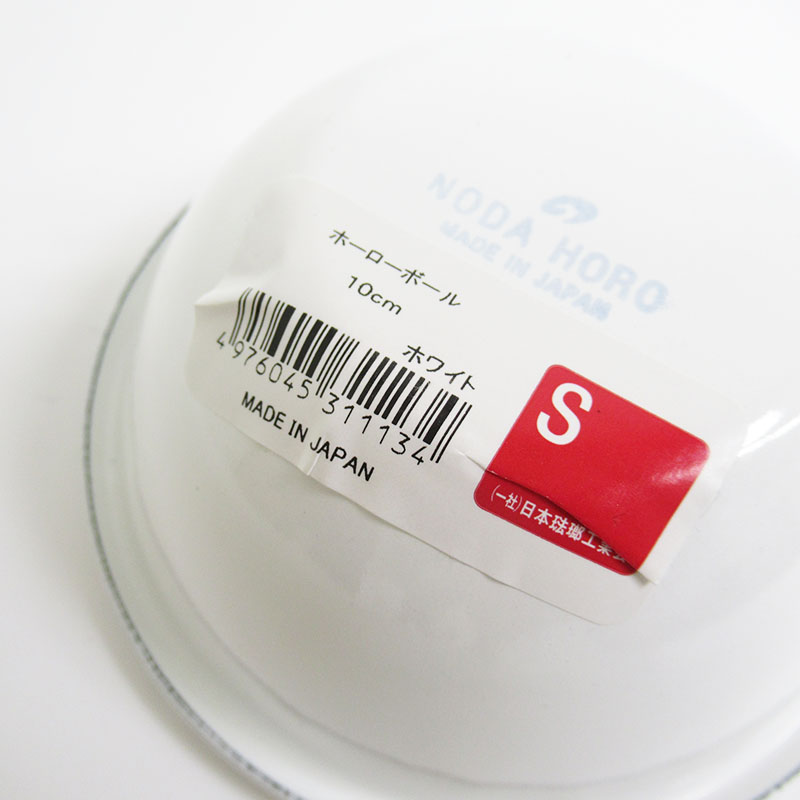 NODA HORO
MADE IN JAPAN
ホーローボール
10cm
ホワイト
4976045311134
MADE IN JAPAN
S
(一社)日本琺瑯工業